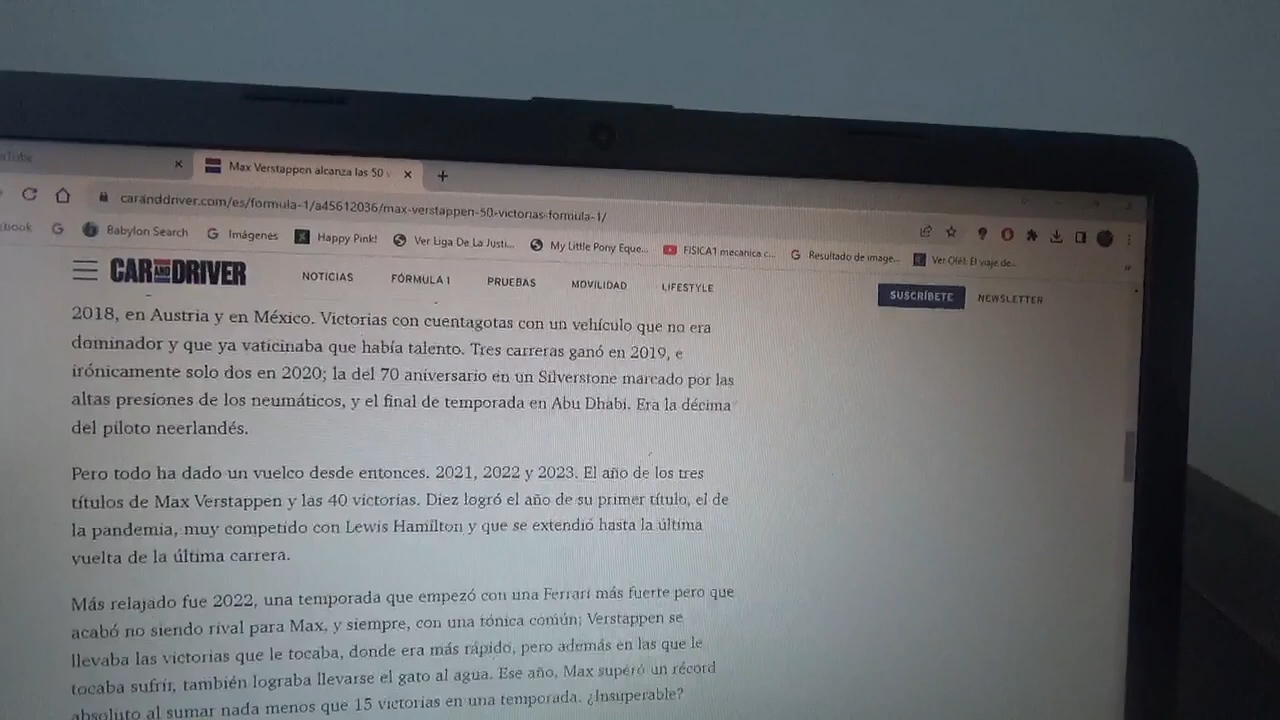 Max Verstappen alcanza las 50
caranddriver.com/es/formula-1/a45612036/max-verstappen-50-victorias-formula-1/
Babylon Search Imágenes Happy Pink! Ver Liga De La Justi... My Little Pony Eque... FISICA1 mecanica c... Resultado de image... Ver Olé!: El viaje de...
CAR AND DRIVER NOTICIAS FÓRMULA 1 PRUEBAS MOVILIDAD LIFESTYLE SUSCRÍBETE NEWSLETTER
2018, en Austria y en México. Victorias con cuentagotas con un vehículo que no era
dominador y que ya vaticinaba que había talento. Tres carreras ganó en 2019, e
irónicamente solo dos en 2020; la del 70 aniversario en un Silverstone marcado por las
altas presiones de los neumáticos, y el final de temporada en Abu Dhabi. Era la décima
del piloto neerlandés.
Pero todo ha dado un vuelco desde entonces. 2021, 2022 y 2023. El año de los tres
títulos de Max Verstappen y las 40 victorias. Diez logró el año de su primer título, el de
la pandemia, muy competido con Lewis Hamilton y que se extendió hasta la última
vuelta de la última carrera.
Más relajado fue 2022, una temporada que empezó con una Ferrari más fuerte pero que
acabó no siendo rival para Max, y siempre, con una tónica común; Verstappen se
llevaba las victorias que le tocaba, donde era más rápido, pero además en las que le
tocaba sufrir, también lograba llevarse el gato al agua. Ese año, Max superó un récord
absoluto al sumar nada menos que 15 victorias en una temporada. ¿Insuperable?